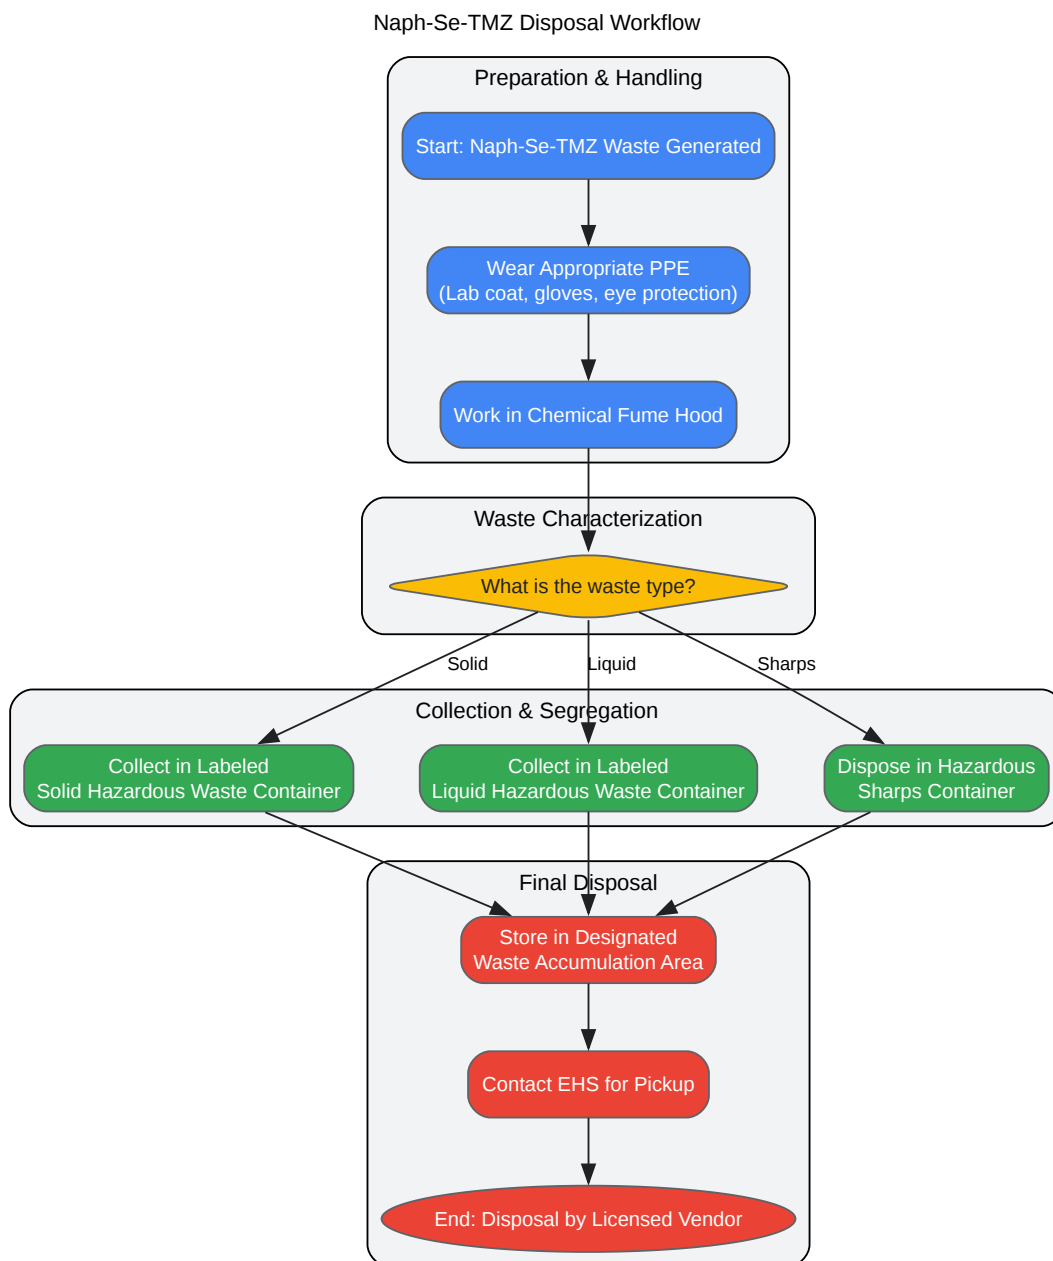 Naph-Se-TMZ Disposal Workflow
Preparation & Handling
Start: Naph-Se-TMZ Waste Generated
Wear Appropriate PPE
(Lab coat, gloves, eye protection)
Work in Chemical Fume Hood
Waste Characterization
What is the waste type?
Solid
Liquid
Sharps
Collection & Segregation
Collect in Labeled
Solid Hazardous Waste Container
Collect in Labeled
Liquid Hazardous Waste Container
Dispose in Hazardous
Sharps Container
Final Disposal
Store in Designated
Waste Accumulation Area
Contact EHS for Pickup
End: Disposal by Licensed Vendor